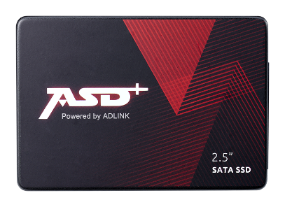 ASD+
Powered by ADLINK
2.5"
SATA SSD